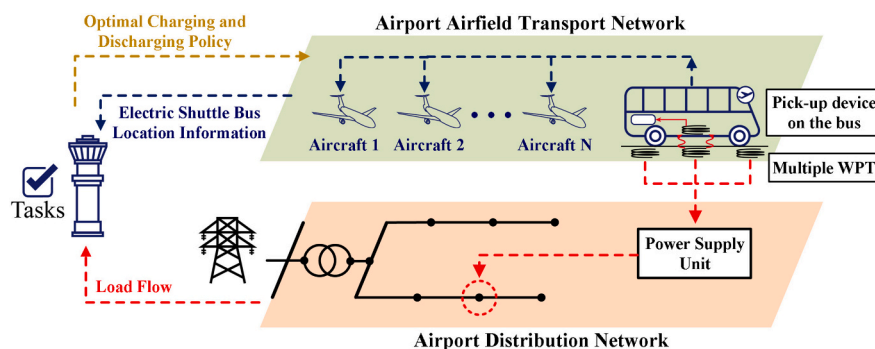 Airport Airfield Transport Network
Optimal Charging and
Discharging Policy
Electric Shuttle Bus
Location Information
Aircraft 1
Aircraft 2
Aircraft N
Pick-up device
on the bus
Multiple WPT
Tasks
Power Supply
Unit
Load Flow
Airport Distribution Network